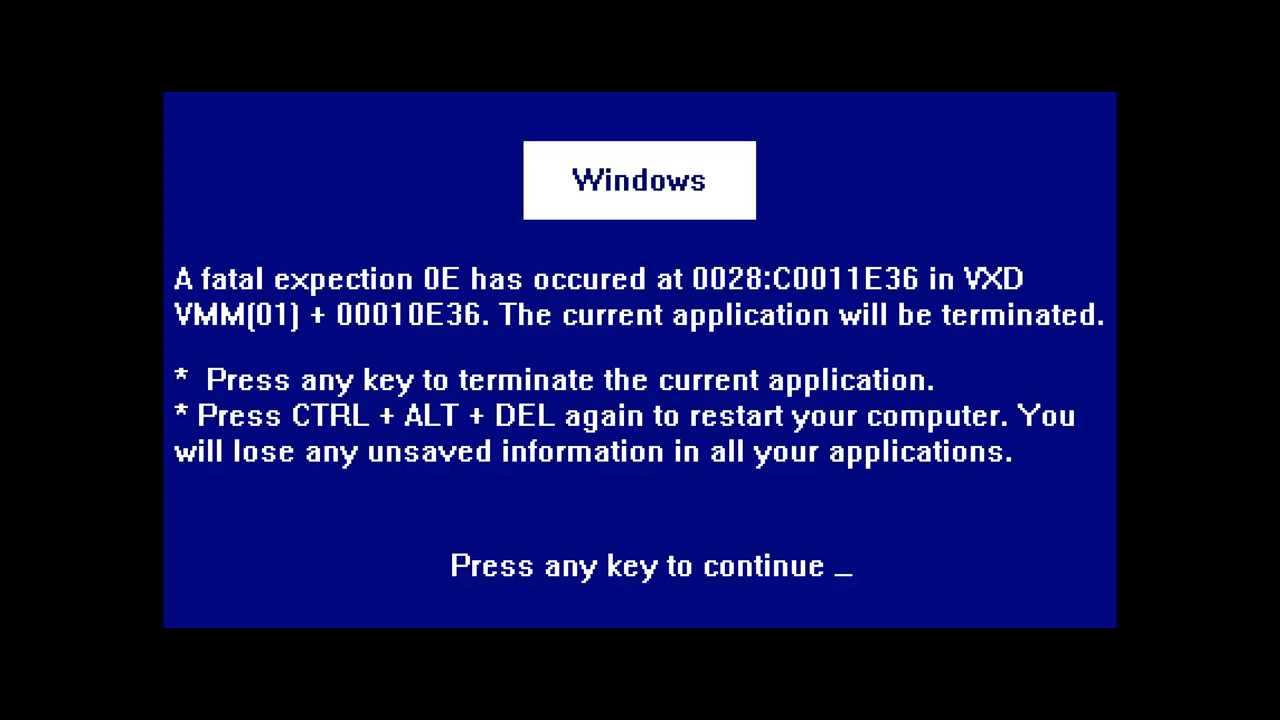 Windows
A fatal expection 0E has occured at 0028:C0011E36 in VXD
VMM(01) + 00010E36. The current application will be terminated.
*  Press any key to terminate the current application.
* Press CTRL + ALT + DEL again to restart your computer. You
will lose any unsaved information in all your applications.
Press any key to continue _